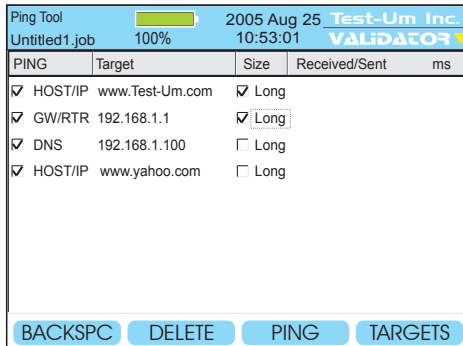 Ping Tool 2005 Aug 25 Test-Um Inc.
Untitled1.job 100% 10:53:01 VALiDATOR
PING Target Size Received/Sent ms
HOST/IP www.Test-Um.com Long
GW/RTR 192.168.1.1 Long
DNS 192.168.1.100 Long
HOST/IP www.yahoo.com Long
BACKSPC DELETE PING TARGETS